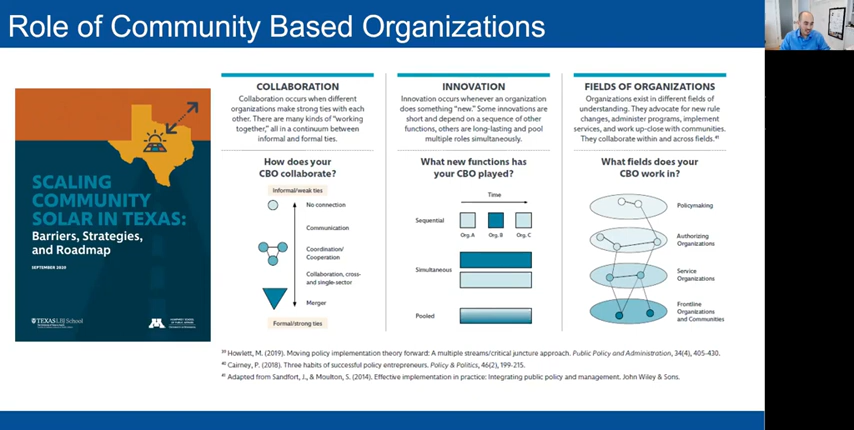 Role of Community Based Organizations
SCALING
COMMUNITY
SOLAR IN TEXAS:
Barriers, Strategies,
and Roadmap
SEPTEMBER 2020
TEXAS LBJ School
COLLABORATION
Collaboration occurs when different
organizations make strong ties with each
other. There are many kinds of "working
together," all in a continuum between
informal and formal ties.
How does your
CBO collaborate?
Informal/weak ties
No connection
Communication
Coordination/
Cooperation
Collaboration, cross-
and single-sector
Merger
Formal/strong ties
INNOVATION
Innovation occurs whenever an organization
does something "new." Some innovations are
short and depend on a sequence of other
functions, others are long-lasting and pool
multiple roles simultaneously.
What new functions has
your CBO played?
Time
Sequential
Org. A
Org. B
Org. C
Simultaneous
Pooled
FIELDS OF ORGANIZATIONS
Organizations exist in different fields of
understanding. They advocate for new rule
changes, administer programs, implement
services, and work up-close with communities.
They collaborate within and across fields.⁴¹
What fields does your
CBO work in?
Policymaking
Authorizing
Organizations
Service
Organizations
Frontline
Organizations
and Communities
³⁹ Howlett, M. (2019). Moving policy implementation theory forward: A multiple streams/critical juncture approach. Public Policy and Administration, 34(4), 405-430.
⁴⁰ Cairney, P. (2018). Three habits of successful policy entrepreneurs. Policy & Politics, 46(2), 199-215.
⁴¹ Adapted from Sandfort, J., & Moulton, S. (2014). Effective implementation in practice: Integrating public policy and management. John Wiley & Sons.